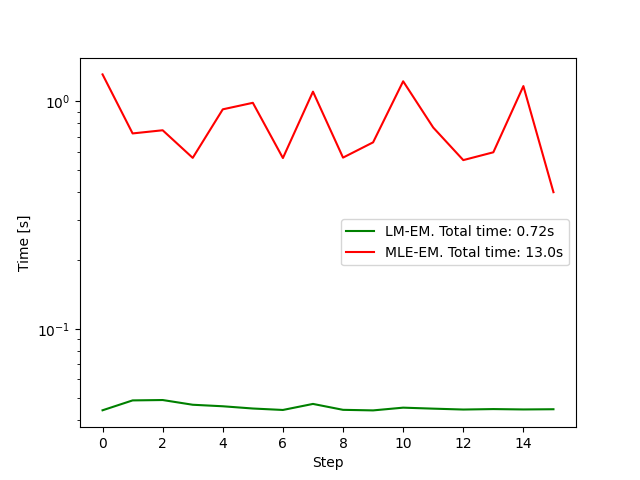 Time [s]
10⁰
10⁻¹
LM-EM. Total time: 0.72s
MLE-EM. Total time: 13.0s
0 2 4 6 8 10 12 14
Step